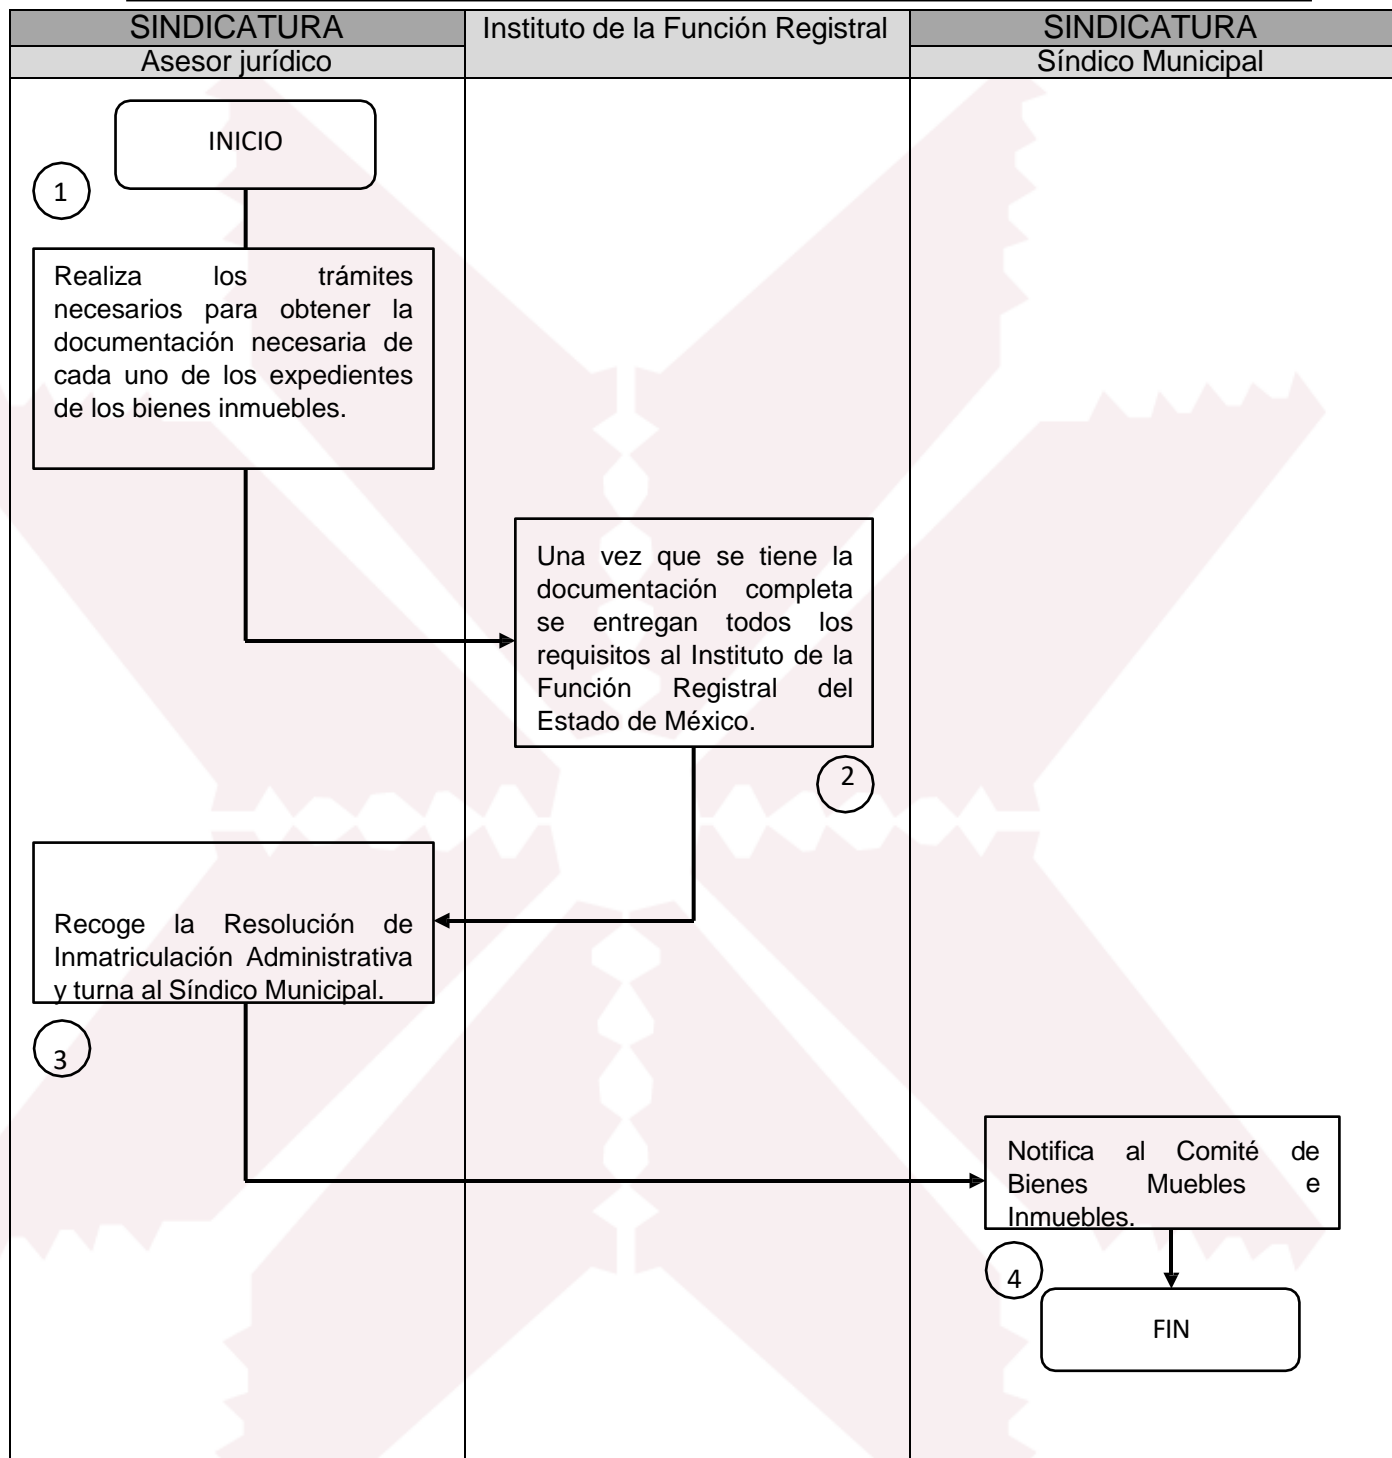 SINDICATURA
Asesor jurídico
Instituto de la Función Registral
SINDICATURA
Síndico Municipal
INICIO
1
Realiza los trámites
necesarios para obtener la
documentación necesaria de
cada uno de los expedientes
de los bienes inmuebles.
Una vez que se tiene la
documentación completa
se entregan todos los
requisitos al Instituto de la
Función Registral del
Estado de México.
2
Recoge la Resolución de
Inmatriculación Administrativa
y turna al Síndico Municipal.
3
Notifica al Comité de
Bienes Muebles e
Inmuebles.
4
FIN